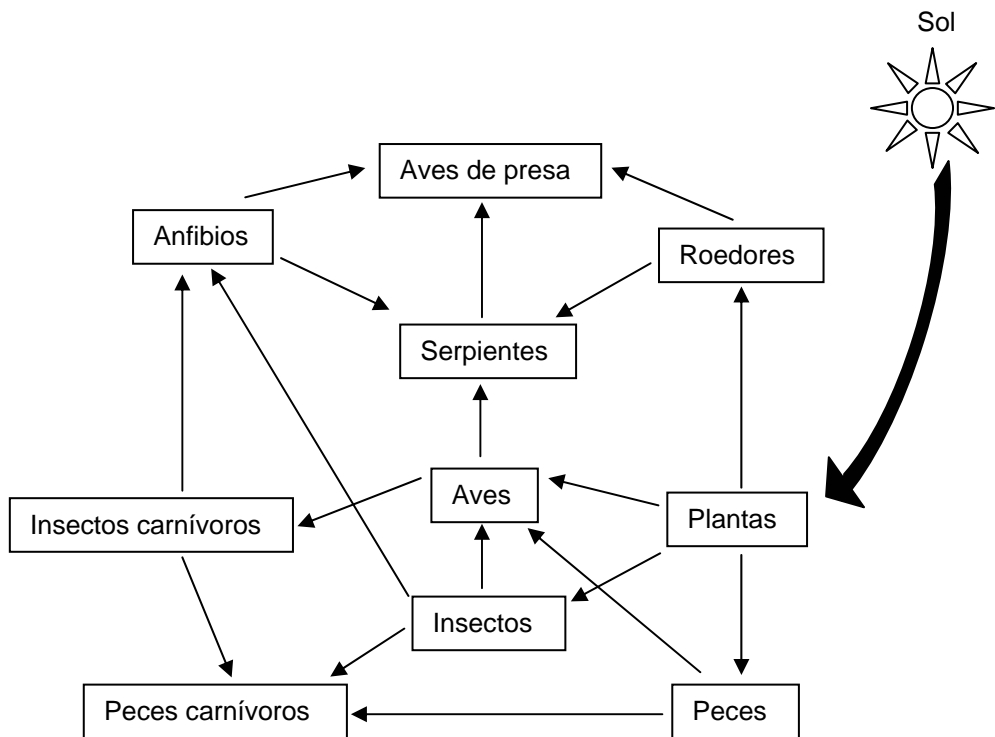 Sol
Aves de presa
Anfibios
Roedores
Serpientes
Aves
Insectos carnívoros
Plantas
Insectos
Peces carnívoros
Peces